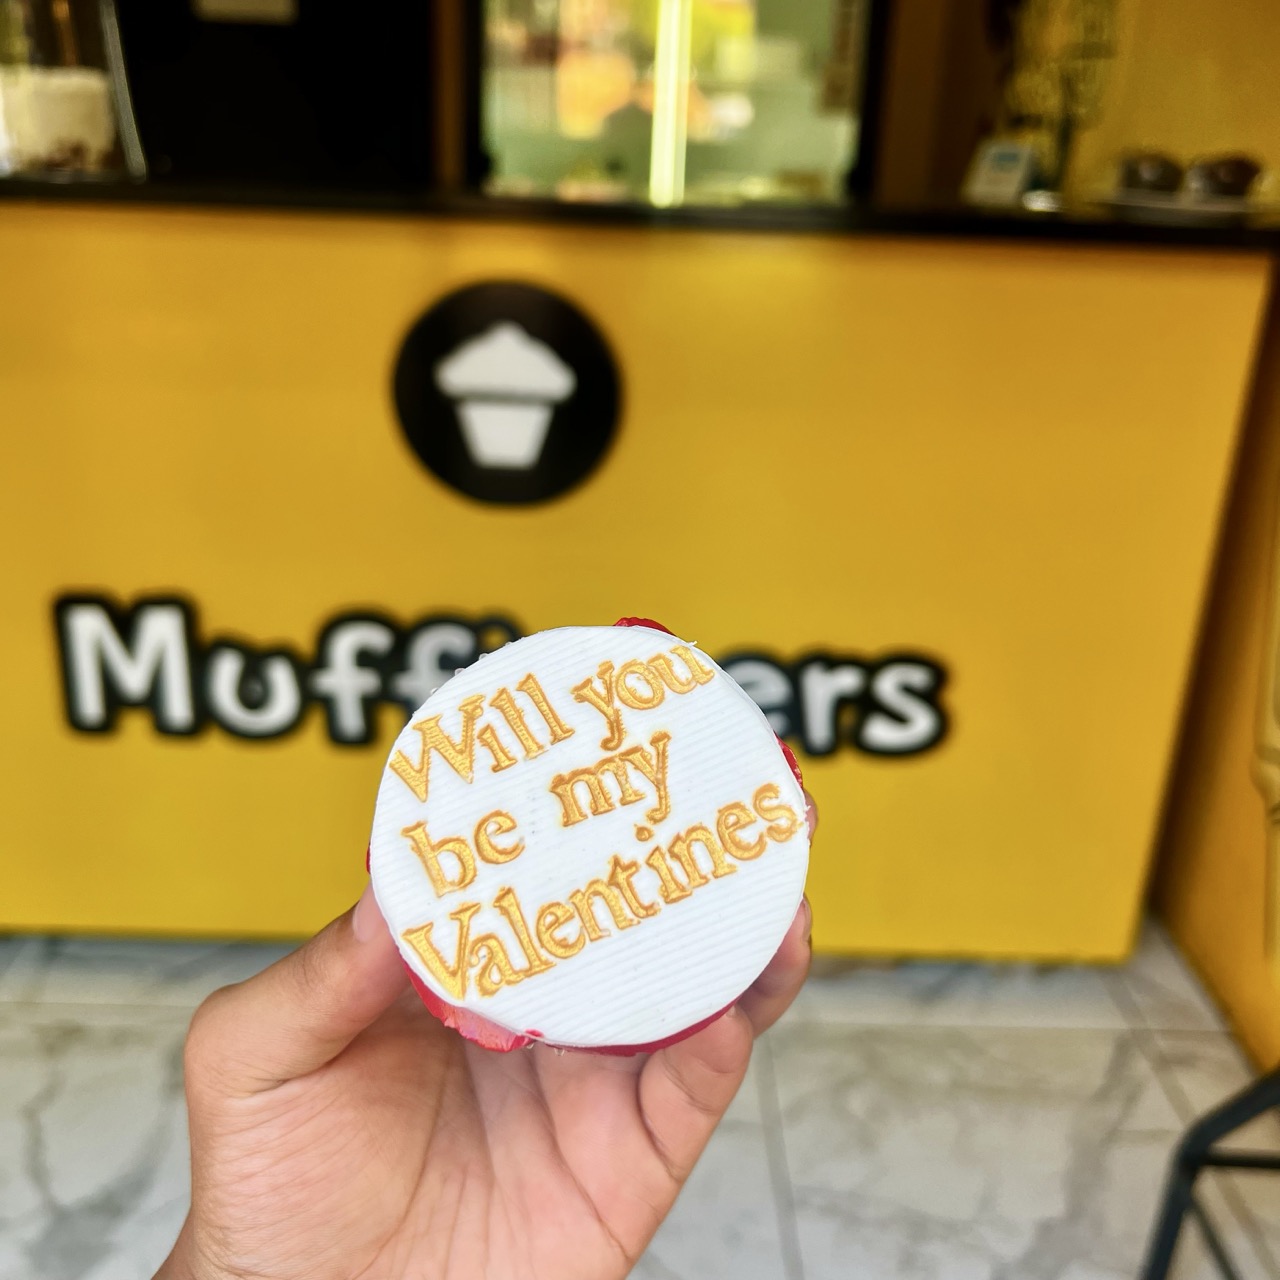 Will you
be my
Valentines